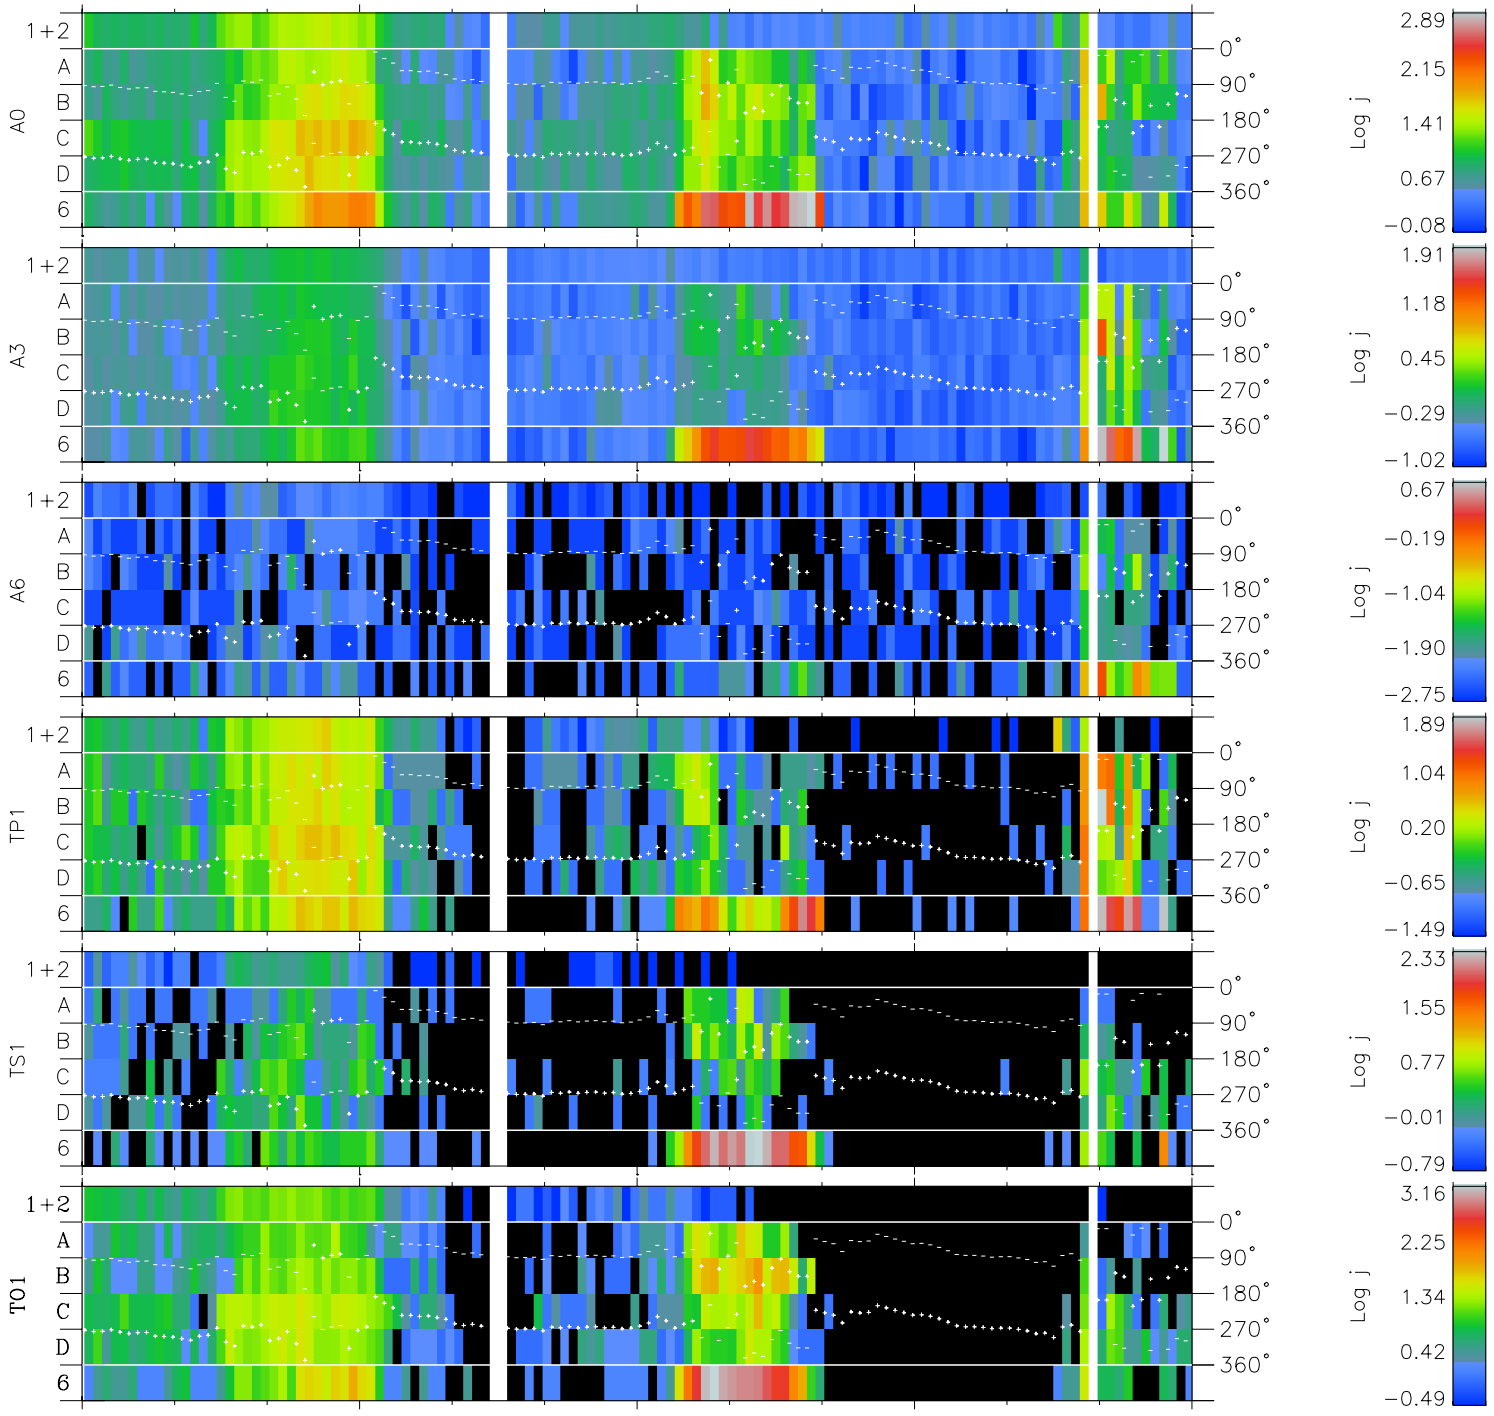 A0
1+2
A
B
C
D
6
0°
90°
180°
270°
360°
Log j
2.89
2.15
1.41
0.67
−0.08
A3
1+2
A
B
C
D
6
0°
90°
180°
270°
360°
Log j
1.91
1.18
0.45
−0.29
−1.02
A6
1+2
A
B
C
D
6
0°
90°
180°
270°
360°
Log j
0.67
−0.19
−1.04
−1.90
−2.75
TP1
1+2
A
B
C
D
6
0°
90°
180°
270°
360°
Log j
1.89
1.04
0.20
−0.65
−1.49
TS1
1+2
A
B
C
D
6
0°
90°
180°
270°
360°
Log j
2.33
1.55
0.77
−0.01
−0.79
TO1
1+2
A
B
C
D
6
0°
90°
180°
270°
360°
Log j
3.16
2.25
1.34
0.42
−0.49